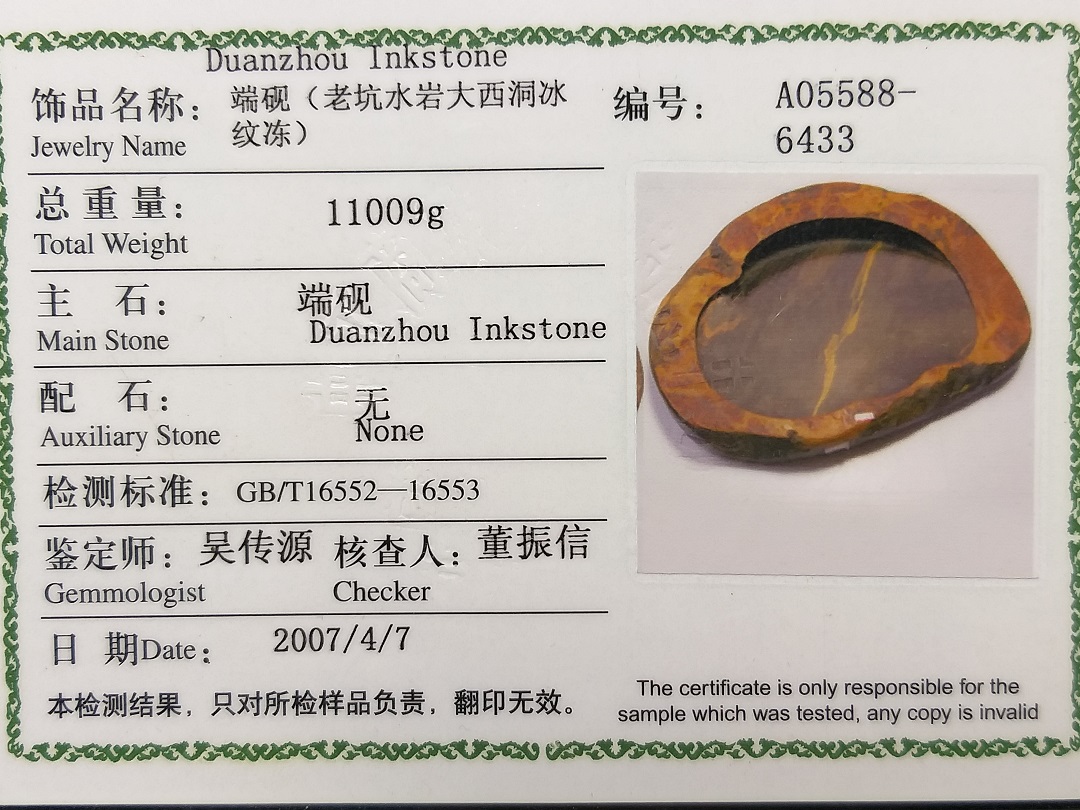 Duanzhou Inkstone
饰品名称： 端砚（老坑水岩大西洞冰
Jewelry Name 纹冻）
编号： A05588-
6433
总重量： 11009g
Total Weight
主 石： 端砚
Main Stone Duanzhou Inkstone
配 石： 无
Auxiliary Stone None
检测标准： GB/T16552—16553
鉴定师： 吴传源 核查人： 董振信
Gemmologist Checker
日 期Date： 2007/4/7
本检测结果，只对所检样品负责，翻印无效。
The certificate is only responsible for the
sample which was tested, any copy is invalid